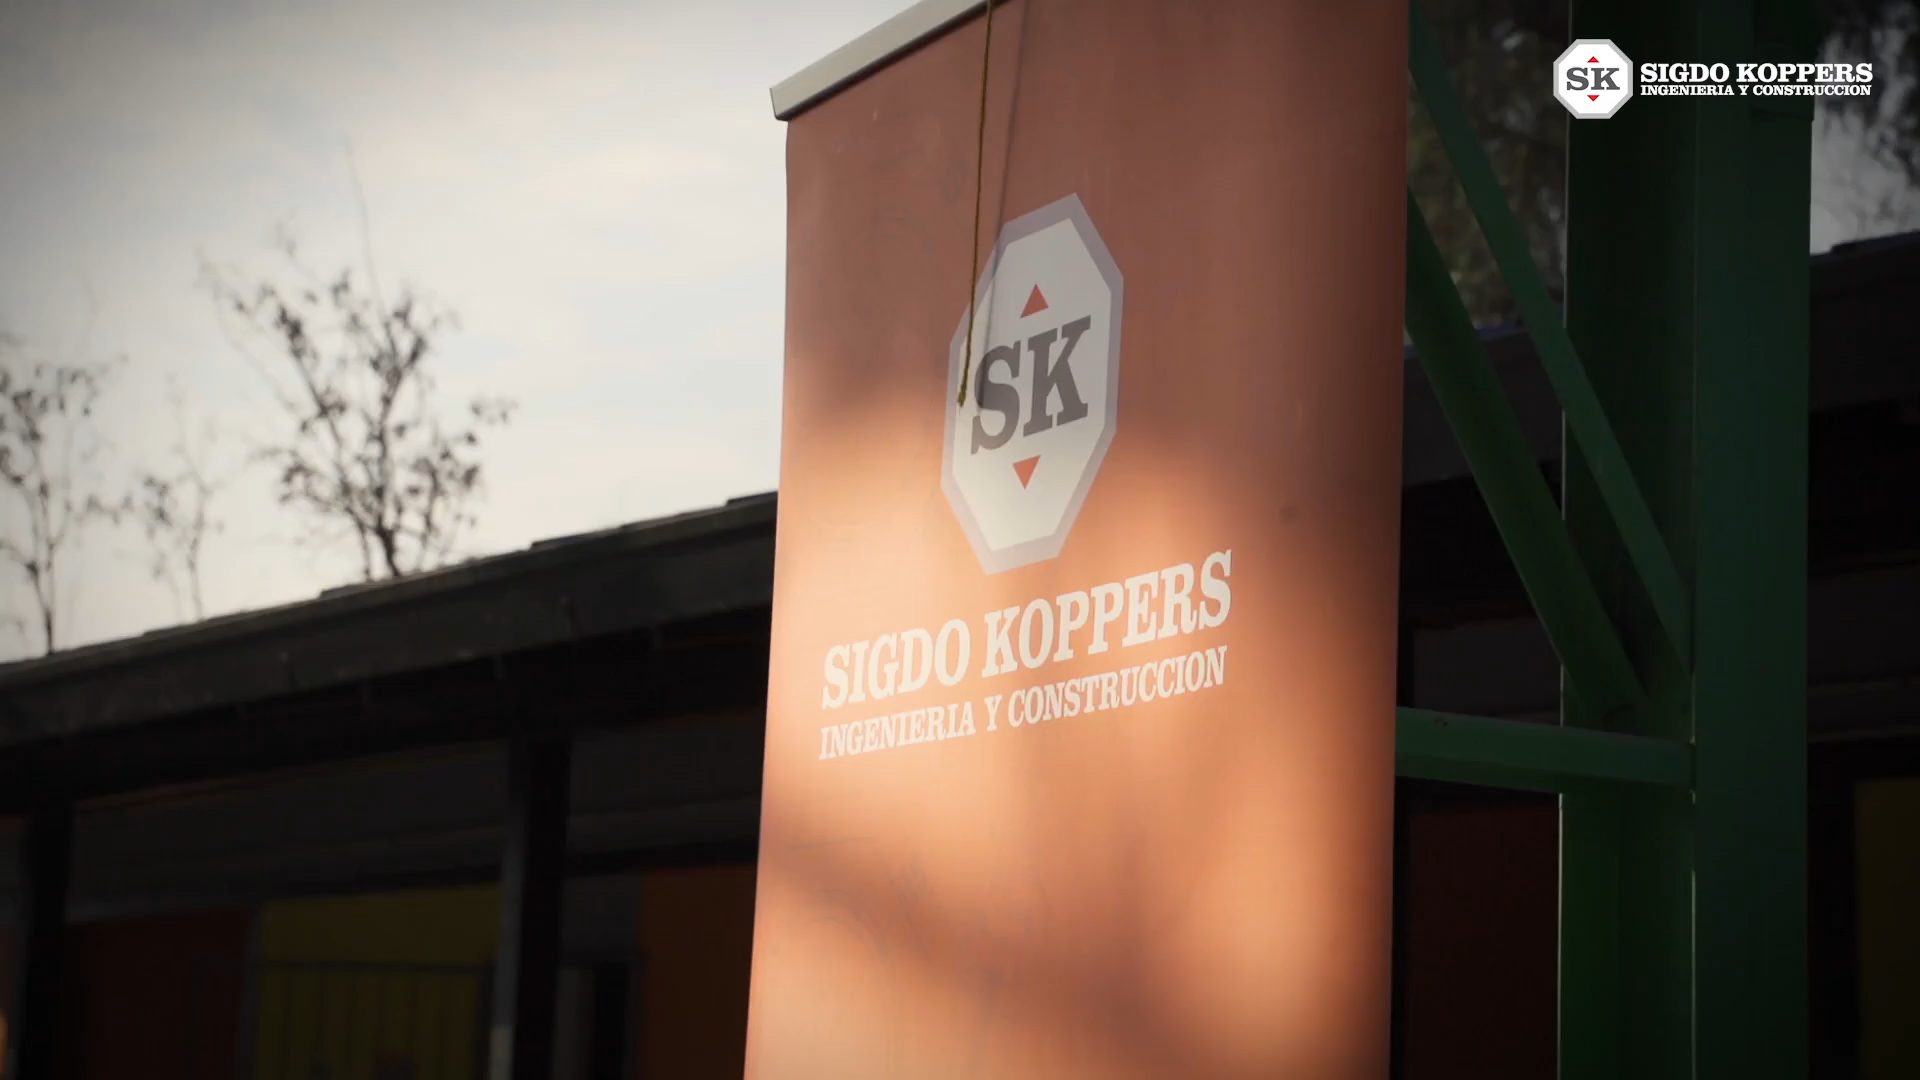 SK
SIGDO KOPPERS
INGENIERIA Y CONSTRUCCION
SK
SIGDO KOPPERS
INGENIERIA Y CONSTRUCCION